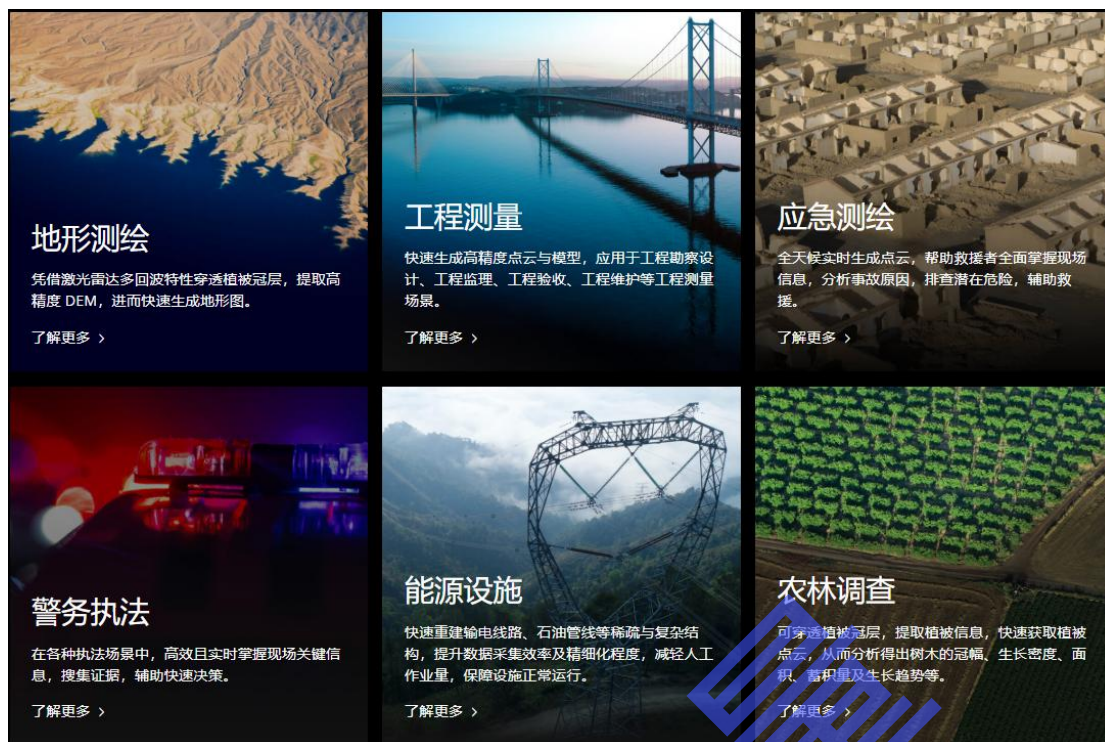 地形测绘
凭借激光雷达多回波特性穿透植被冠层，提取高
精度 DEM，进而快速生成地形图。
了解更多 >
工程测量
快速生成高精度点云与模型，应用于工程勘察设
计、工程监理、工程验收、工程维护等工程测量
场景。
了解更多 >
应急测绘
全天候实时生成点云，帮助救援者全面掌握现场
信息，分析事故原因，排查潜在危险，辅助救
援。
了解更多 >
警务执法
在各种执法场景中，高效且实时掌握现场关键信
息，搜集证据，辅助快速决策。
了解更多 >
能源设施
快速重建输电线路、石油管线等稀疏与复杂结
构，提升数据采集效率及精细化程度，减轻人工
作业量，保障设施正常运行。
了解更多 >
农林调查
可穿透植被冠层，提取植被信息，快速获取植被
点云，从而分析得出树木的冠幅、生长密度、面
积、蓄积量及生长趋势等。
了解更多 >